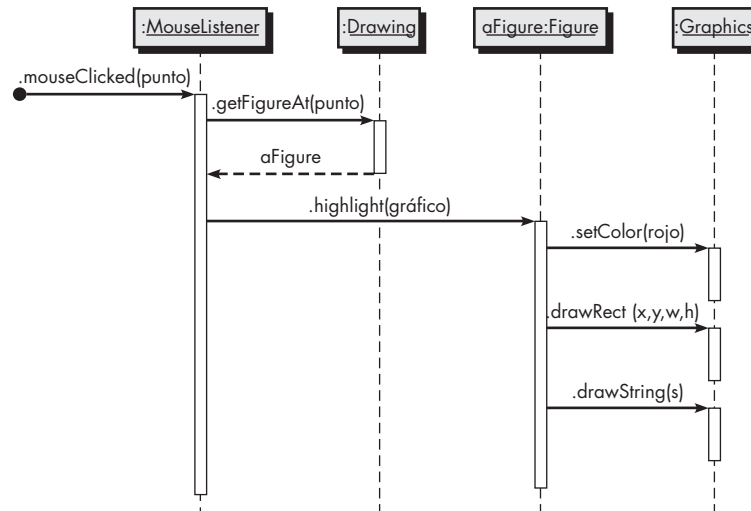 :MouseListener
:Drawing
aFigure:Figure
:Graphics
.mouseClicked(punto)
.getFigureAt(punto)
aFigure
.highlight(gráfico)
.setColor(rojo)
.drawRect (x,y,w,h)
.drawString(s)